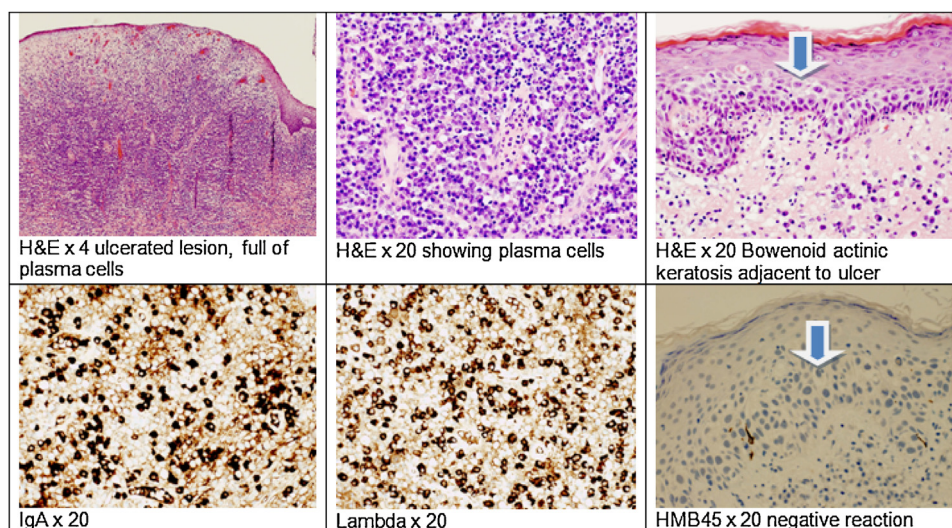 H&E x 4 ulcerated lesion, full of
plasma cells
H&E x 20 showing plasma cells
H&E x 20 Bowenoid actinic
keratosis adjacent to ulcer
IgA x 20
Lambda x 20
HMB45 x 20 negative reaction